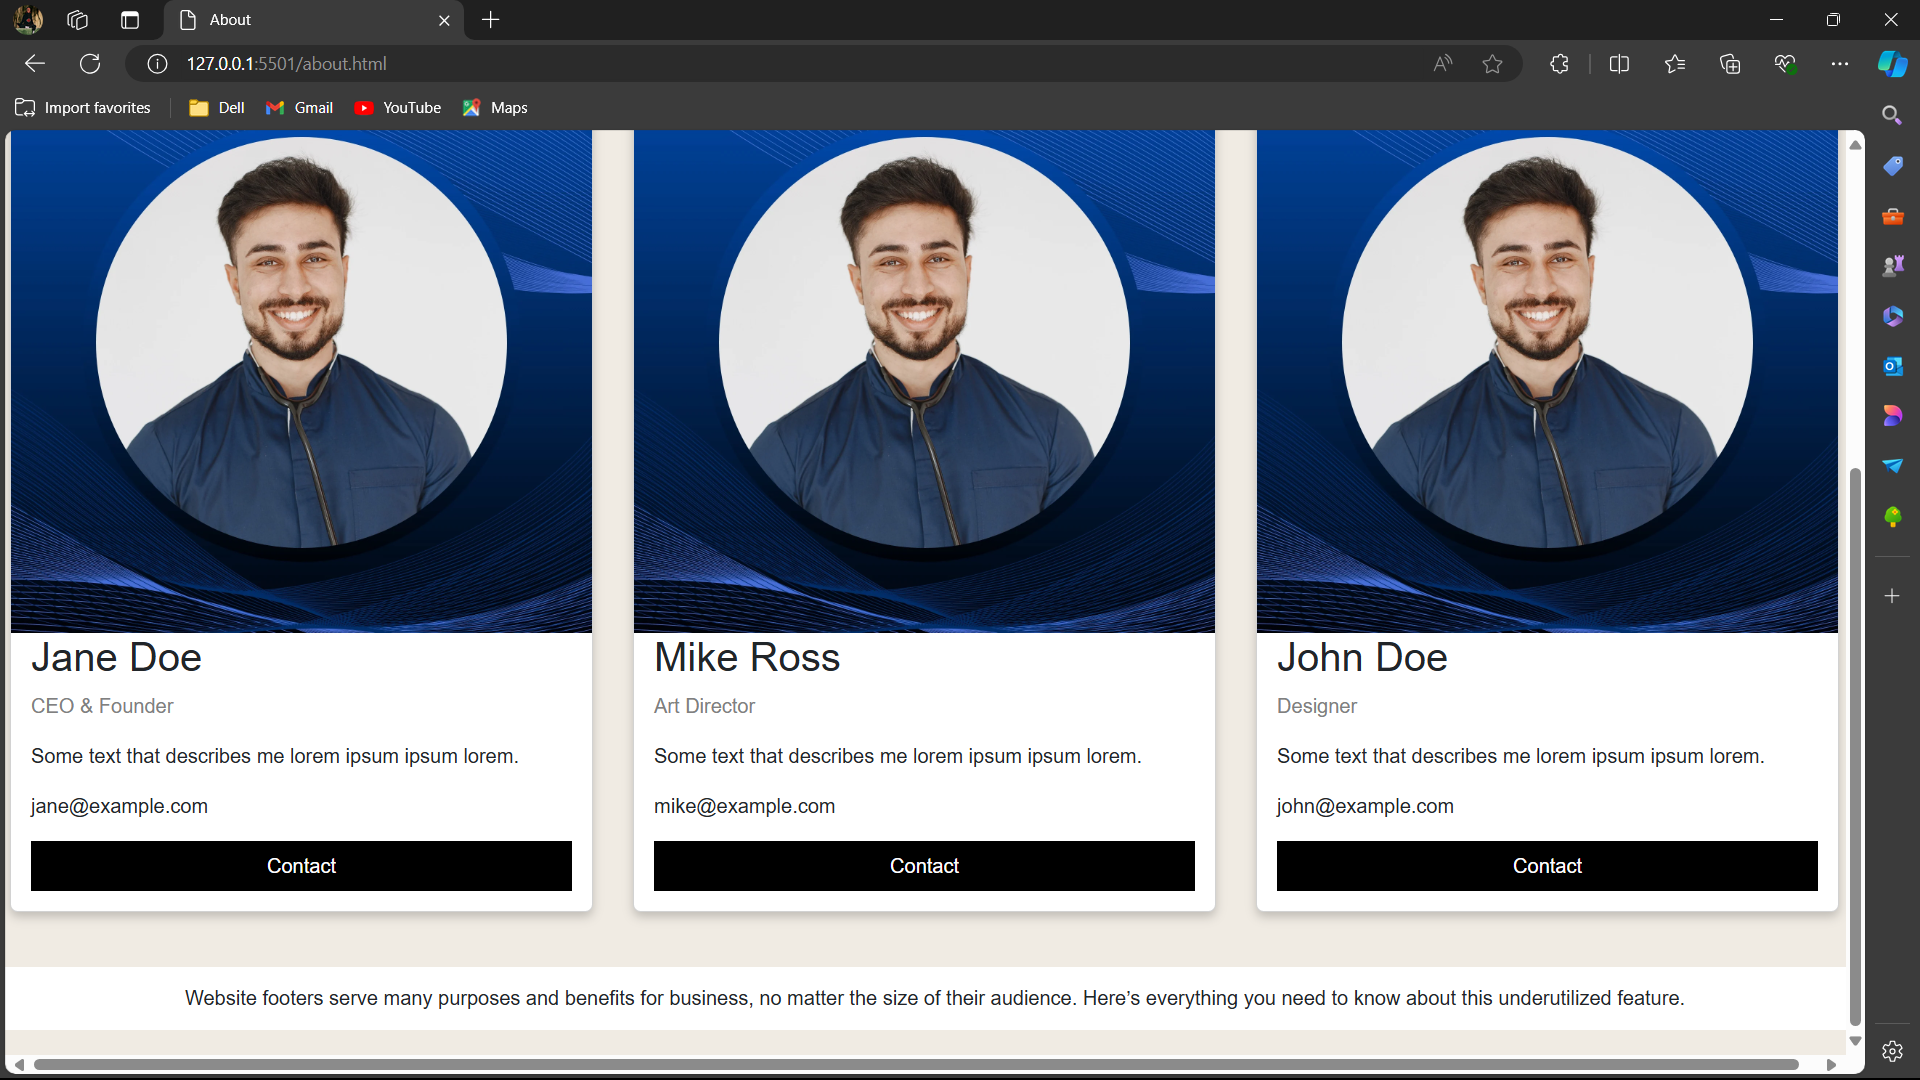 About
127.0.0.1:5501/about.html
Import favorites Dell Gmail YouTube Maps
Jane Doe
CEO & Founder
Some text that describes me lorem ipsum ipsum lorem.
jane@example.com
Contact
Mike Ross
Art Director
Some text that describes me lorem ipsum ipsum lorem.
mike@example.com
Contact
John Doe
Designer
Some text that describes me lorem ipsum ipsum lorem.
john@example.com
Contact
Website footers serve many purposes and benefits for business, no matter the size of their audience. Here’s everything you need to know about this underutilized feature.